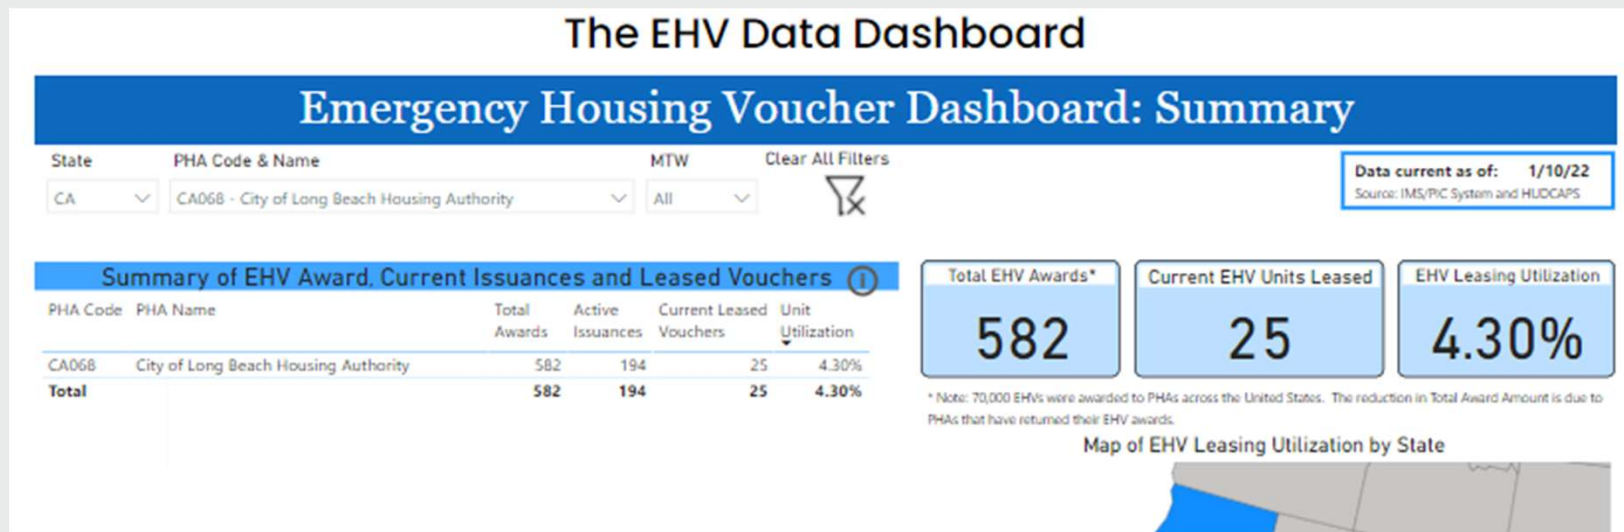 The EHV Data Dashboard
Emergency Housing Voucher Dashboard: Summary
State PHA Code & Name MTW Clear All Filters
CA CA068 - City of Long Beach Housing Authority All
Data current as of: 1/10/22
Source: IMS/PIC System and HUDCAPS
Summary of EHV Award, Current Issuances and Leased Vouchers
PHA Code PHA Name Total Awards Active Issuances Current Leased Vouchers Unit Utilization
CA068 City of Long Beach Housing Authority 582 194 25 4.30%
Total 582 194 25 4.30%
Total EHV Awards*
582
Current EHV Units Leased
25
EHV Leasing Utilization
4.30%
* Note: 70,000 EHVs were awarded to PHAs across the United States. The reduction in Total Award Amount is due to
PHAs that have returned their EHV awards.
Map of EHV Leasing Utilization by State